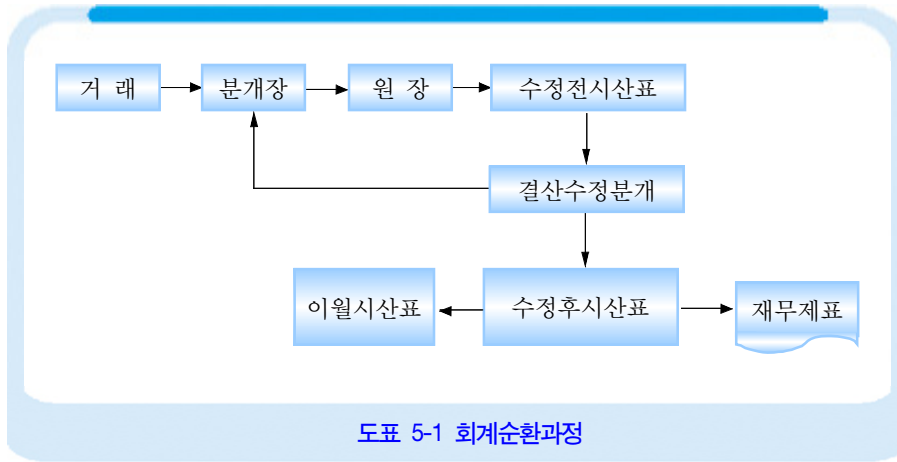 거 래
분개장
원 장
수정전시산표
결산수정분개
이월시산표
수정후시산표
재무제표
도표 5-1 회계순환과정